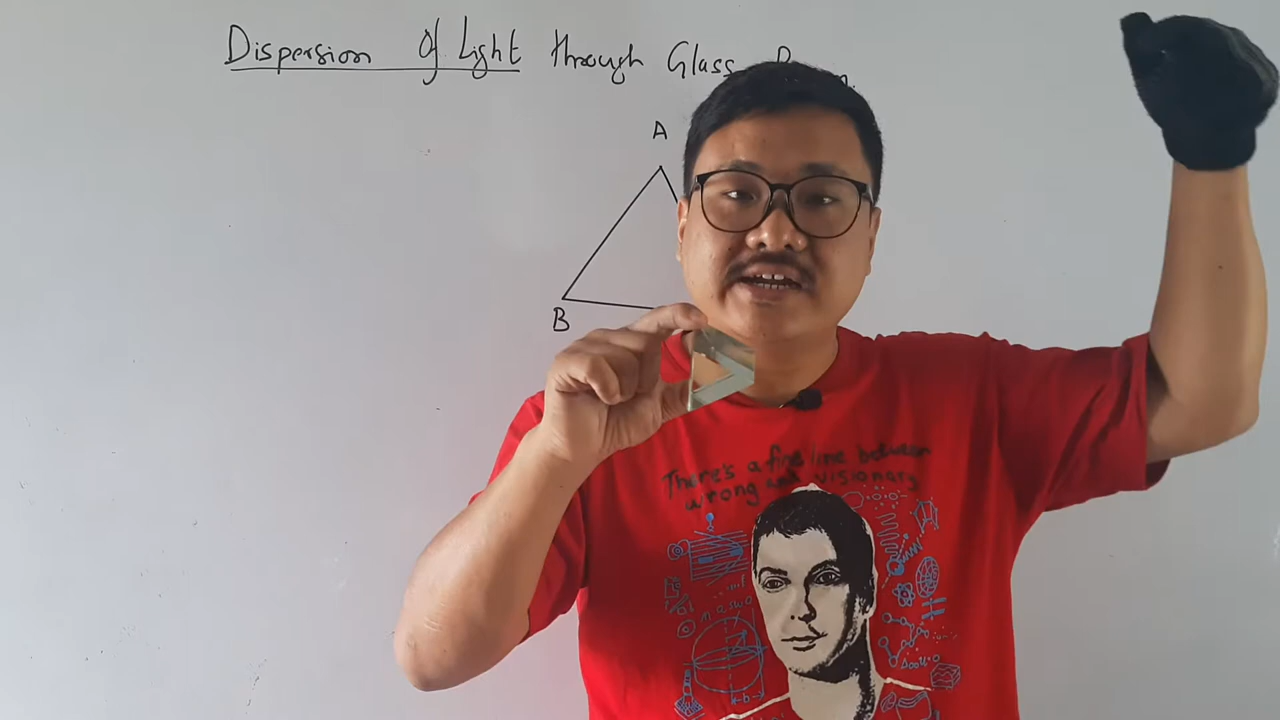 Dispersion Of Light through Glass
A
B
There's a fine line between
wrong and visionary